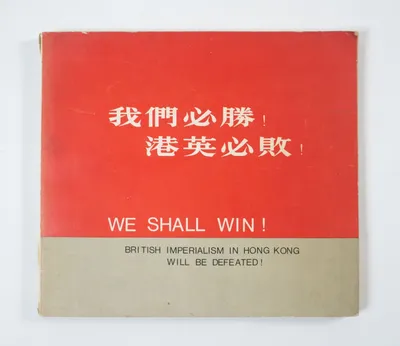 我們必勝！
港英必敗！
WE SHALL WIN!
BRITISH IMPERIALISM IN HONG KONG
WILL BE DEFEATED!